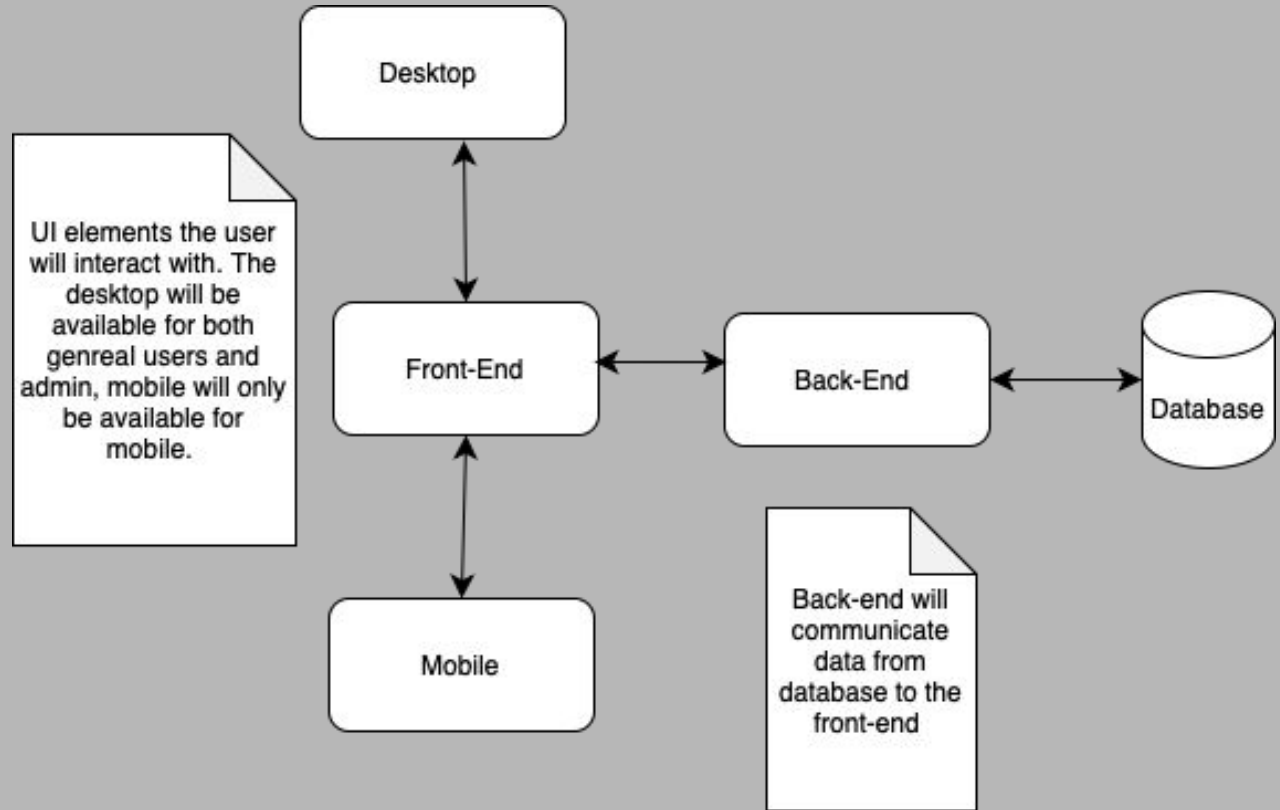 Desktop
UI elements the user
will interact with. The
desktop will be
available for both
genreal users and
admin, mobile will only
be available for
mobile.
Front-End
Back-End
Database
Mobile
Back-end will
communicate
data from
database to the
front-end